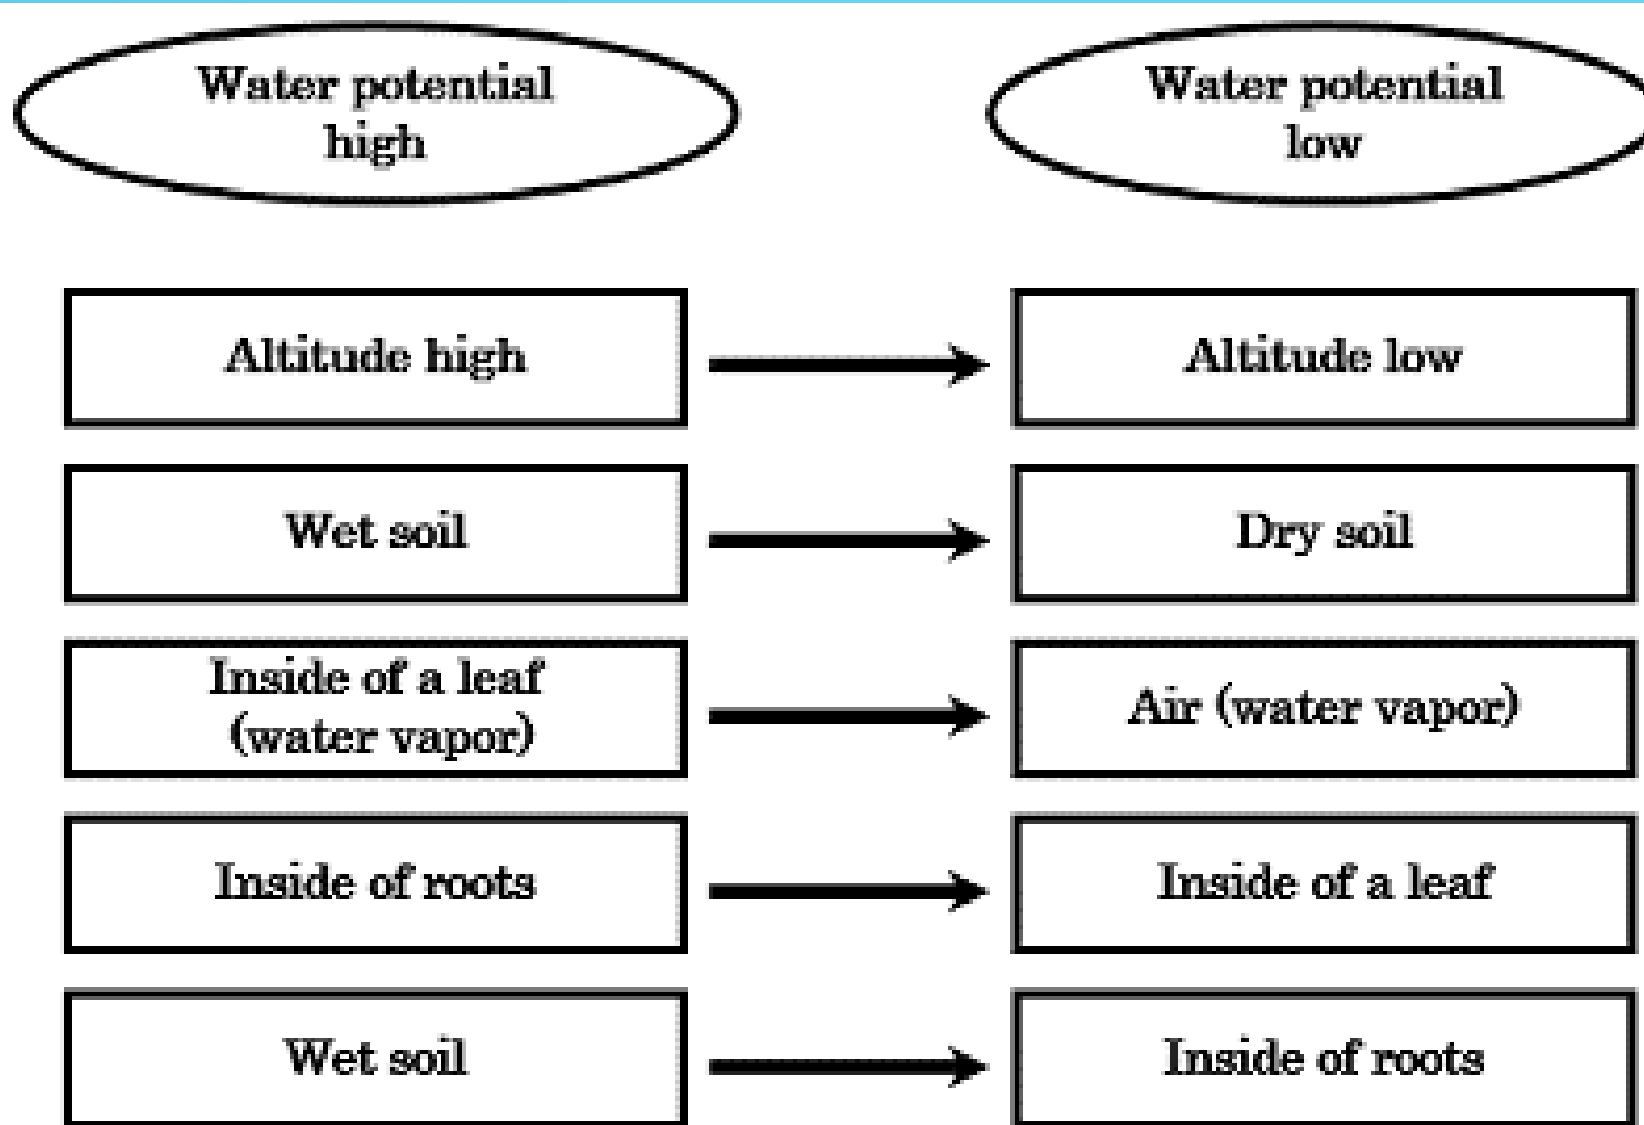 Water potential
high
Water potential
low
Altitude high
Altitude low
Wet soil
Dry soil
Inside of a leaf
(water vapor)
Air (water vapor)
Inside of roots
Inside of a leaf
Wet soil
Inside of roots